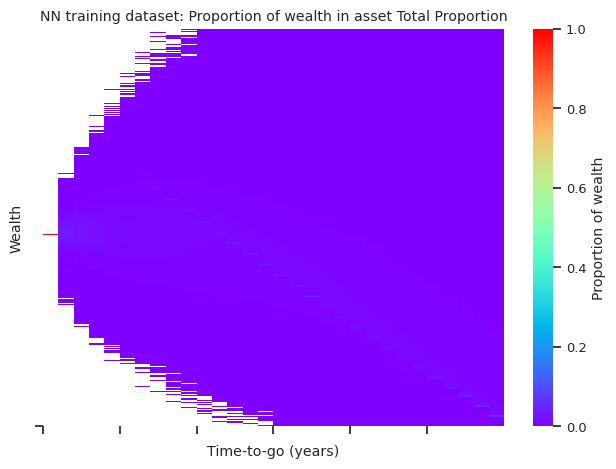 NN training dataset: Proportion of wealth in asset Total Proportion
1.0
0.8
0.6
0.4
0.2
0.0
Proportion of wealth
Wealth
Time-to-go (years)